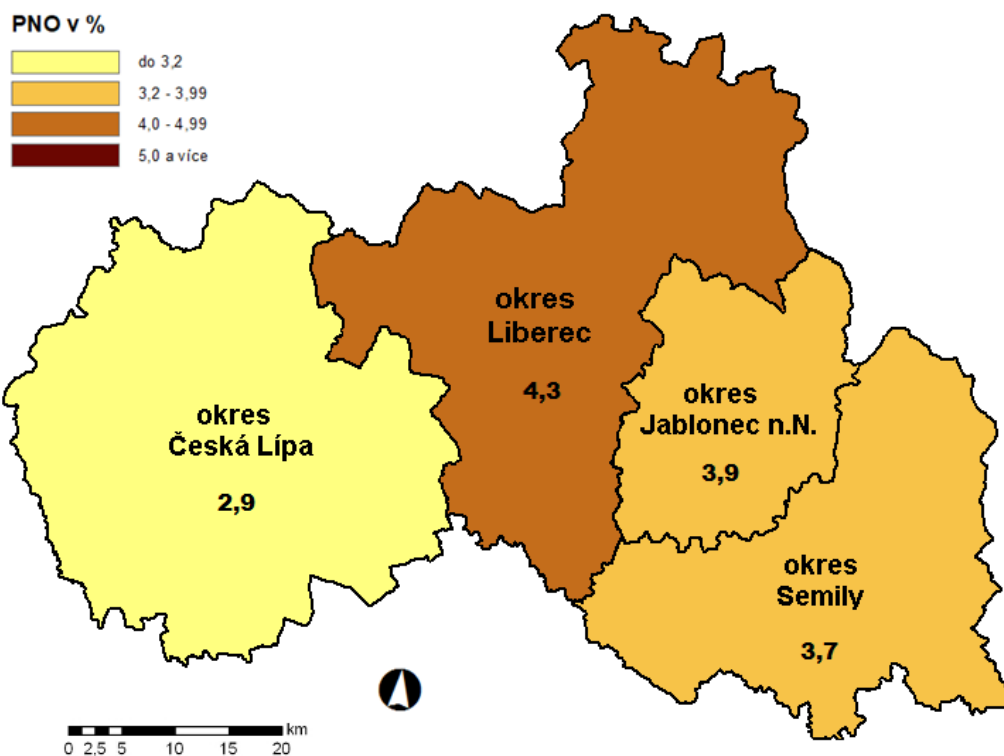 PNO v %
do 3,2
3,2 - 3,99
4,0 - 4,99
5,0 a více
okres
Liberec
4,3
okres
Jablonec n.N.
3,9
okres
Česká Lípa
2,9
okres
Semily
3,7
km
0 2,5 5 10 15 20